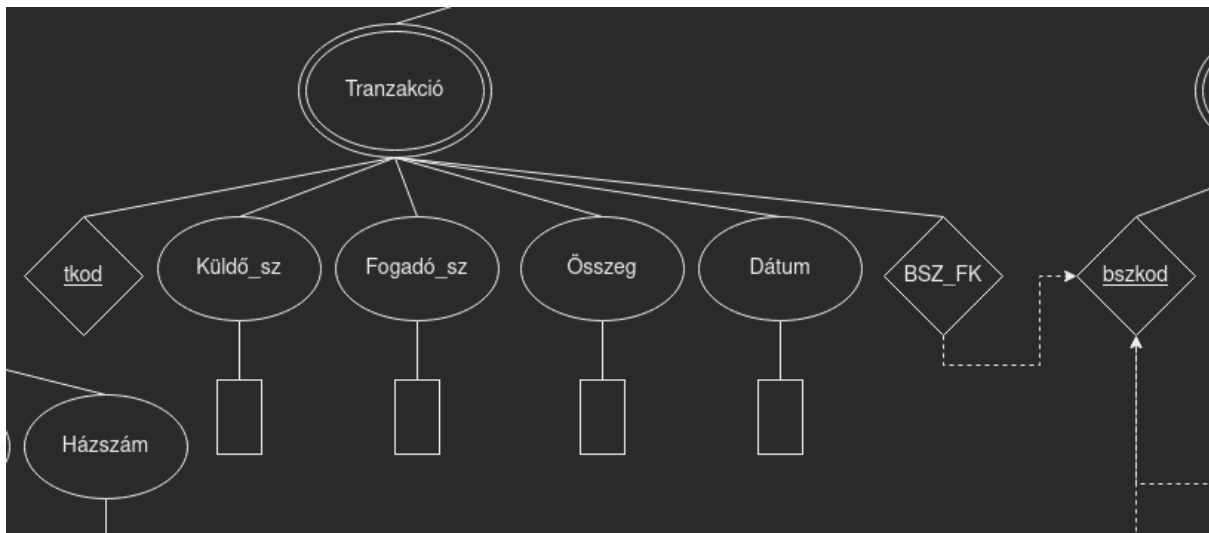 Tranzakció
tkod
Küldő_sz
Fogadó_sz
Összeg
Dátum
BSZ_FK
bszkod
Házszám